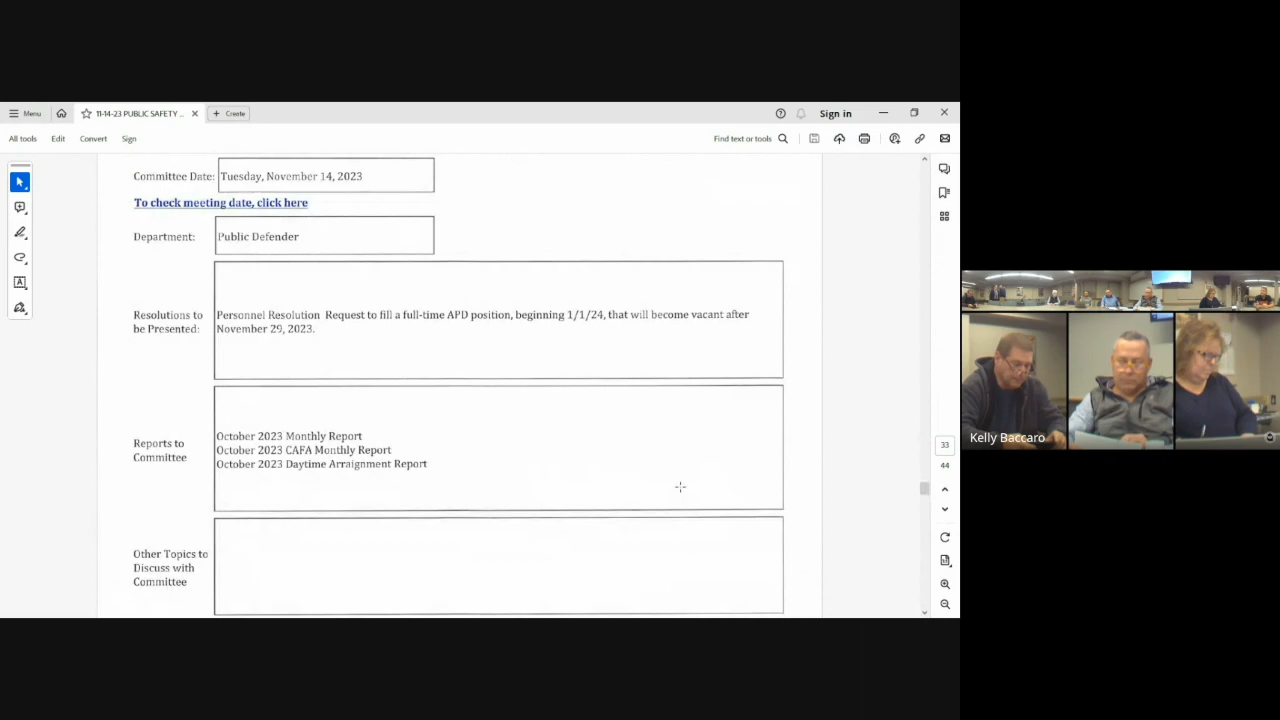 Menu
11-14-23 PUBLIC SAFETY ...
Create
Sign in
All tools
Edit
Convert
Sign
Find text or tools
Committee Date:
Tuesday, November 14, 2023
To check meeting date, click here
Department:
Public Defender
Resolutions to
be Presented:
Personnel Resolution Request to fill a full-time APD position, beginning 1/1/24, that will become vacant after
November 29, 2023.
Reports to
Committee
October 2023 Monthly Report
October 2023 CAFA Monthly Report
October 2023 Daytime Arraignment Report
Other Topics to
Discuss with
Committee
33
44
Kelly Baccaro